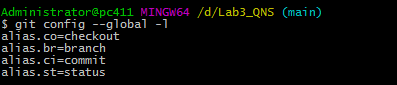 Administrator@pc411 MINGW64 /d/Lab3_QNS (main)
$ git config --global -l
alias.co=checkout
alias.br=branch
alias.ci=commit
alias.st=status